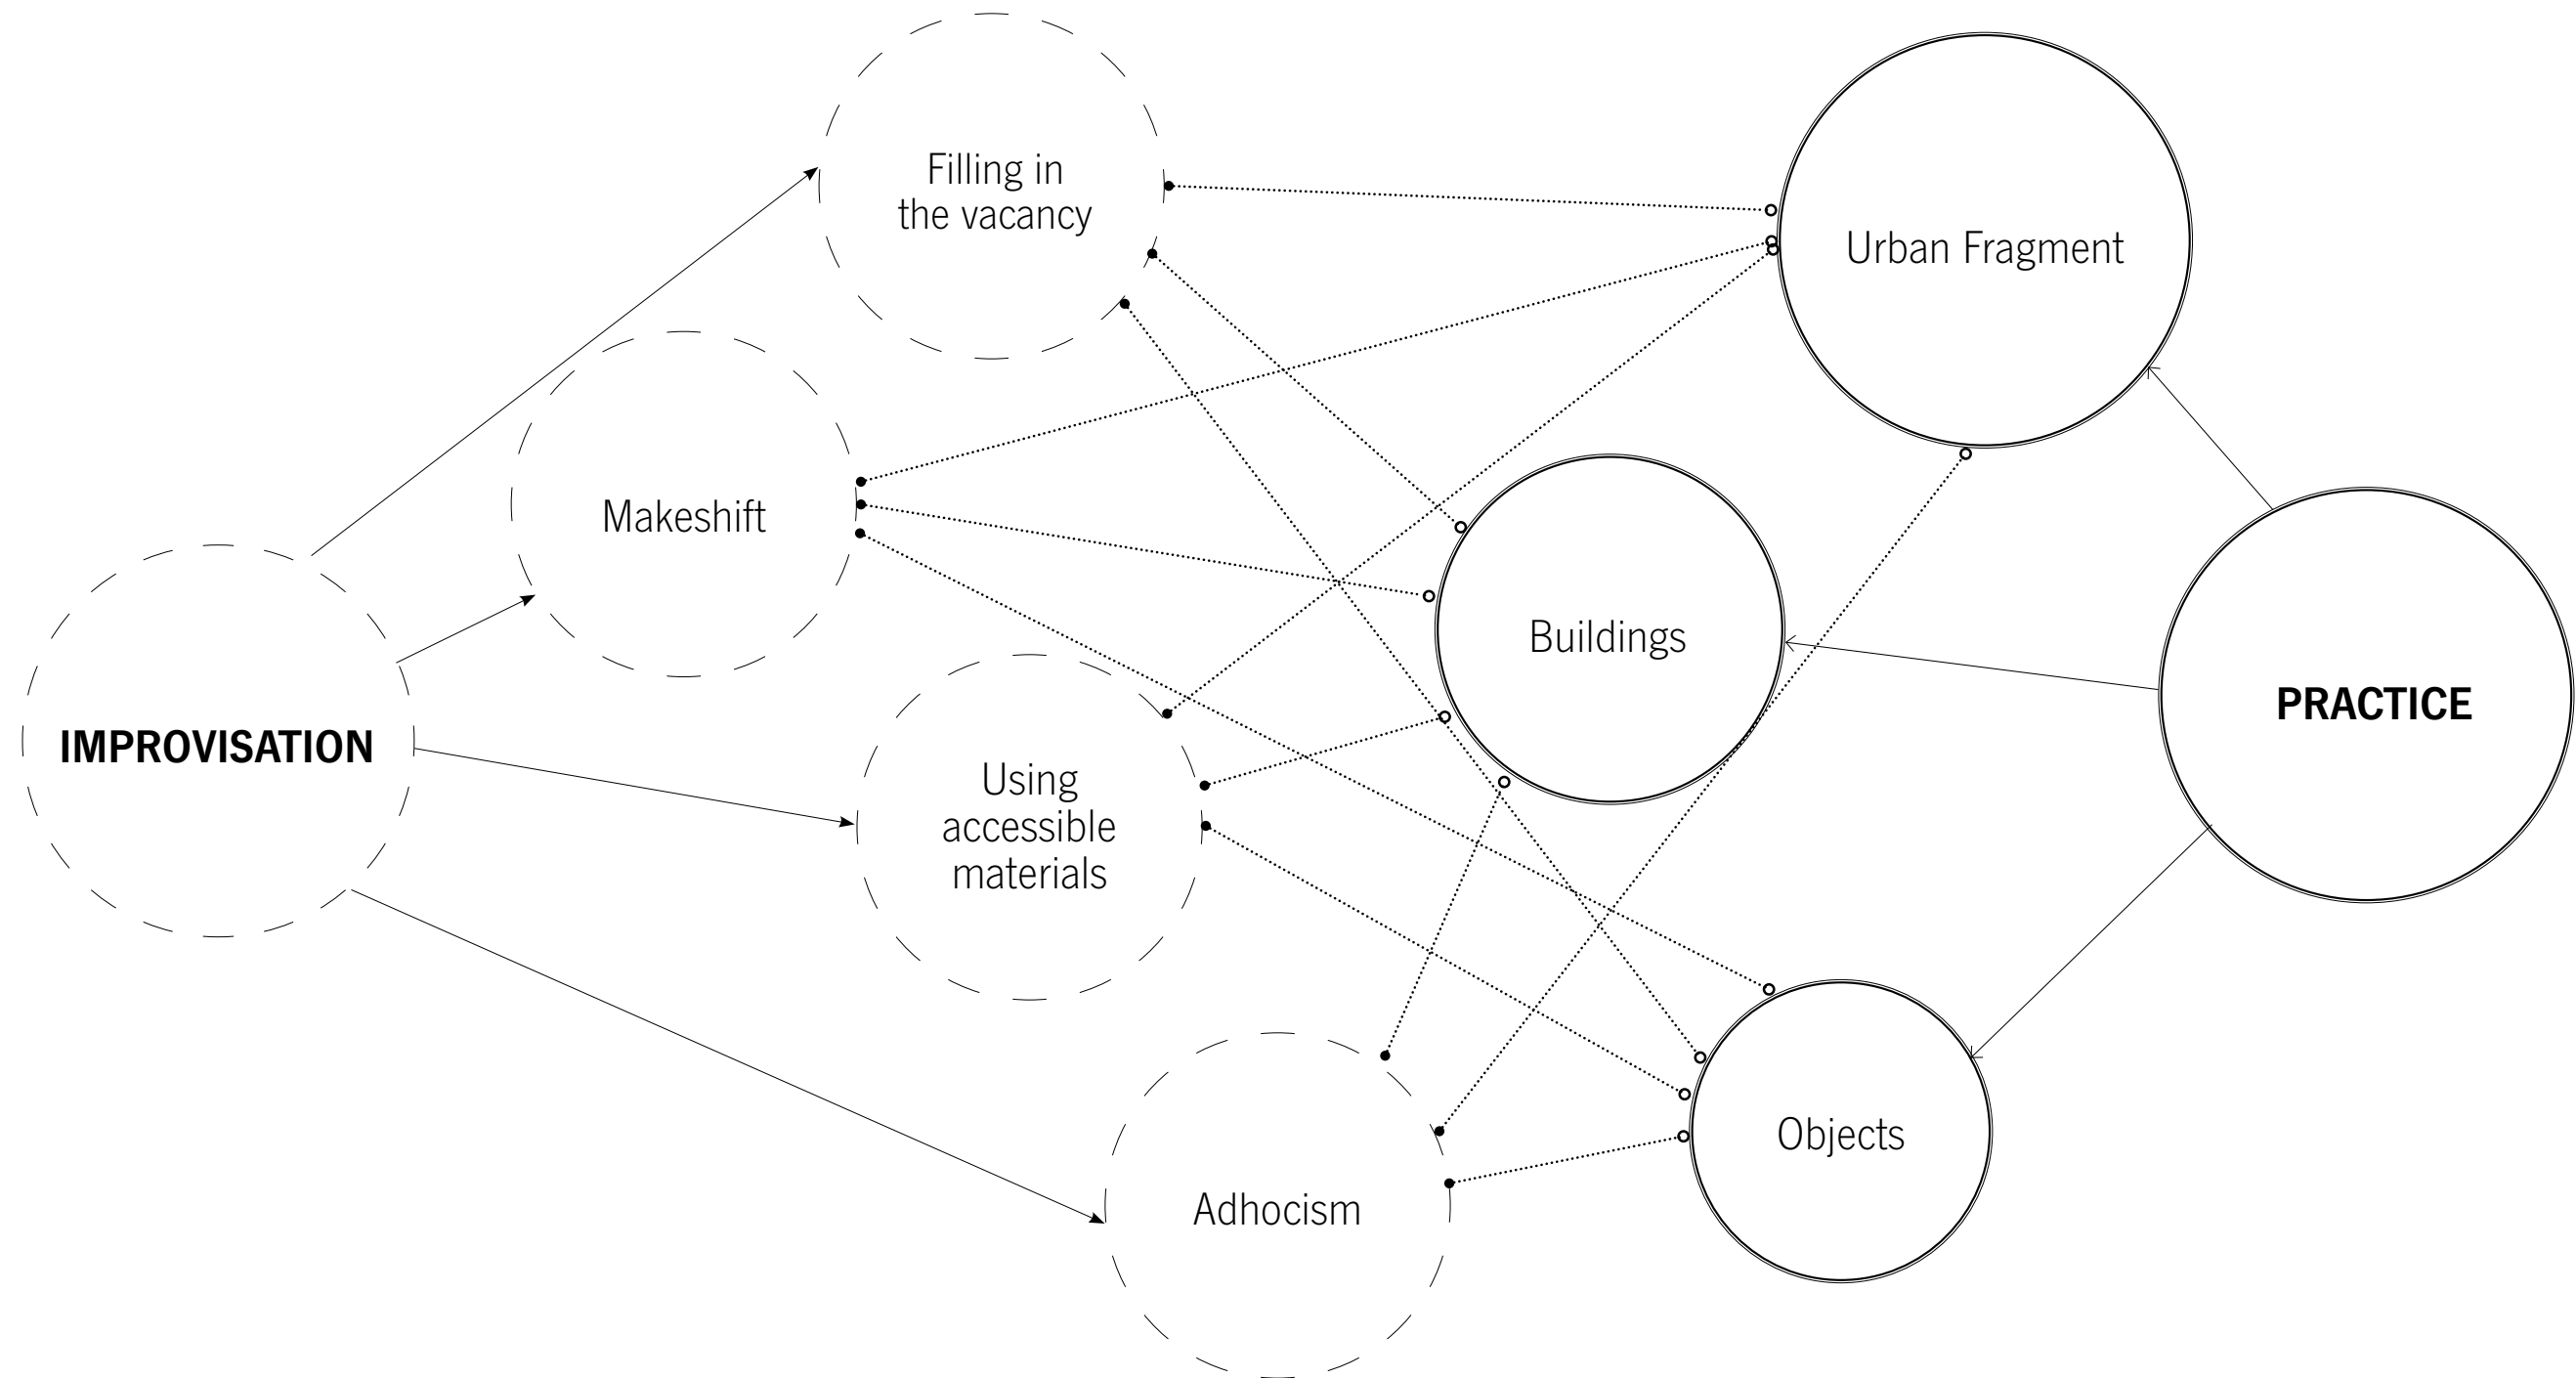 Filling in
the vacancy
Urban Fragment
Makeshift
Buildings
PRACTICE
IMPROVISATION
Using
accessible
materials
Objects
Adhocism